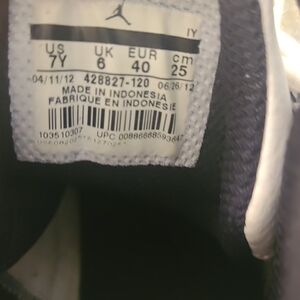 IY
US UK EUR cm
7Y 6 40 25
04/11/12 428827-120 06/26/12
MADE IN INDONESIA
FABRIQUE EN INDONESIE
103510307 UPC